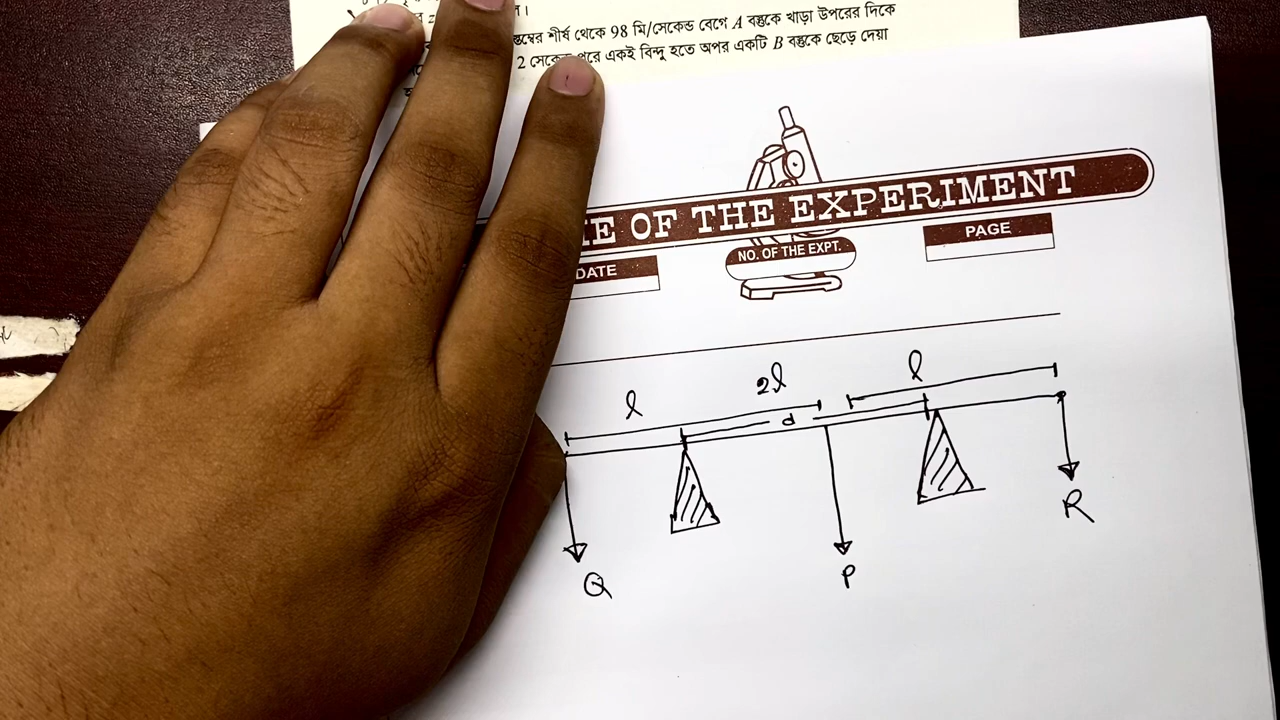 শীর্ষ থেকে 98 মি/সেকেন্ড বেগে A বস্তুকে খাড়া উপরের দিকে
2 পরে একই বিন্দু হতে অপর একটি B বস্তুকে ছেড়ে দেয়া
OF THE EXPERIMENT
DATE
NO. OF THE EXPT.
PAGE
l
2l
l
d
Q
P
R